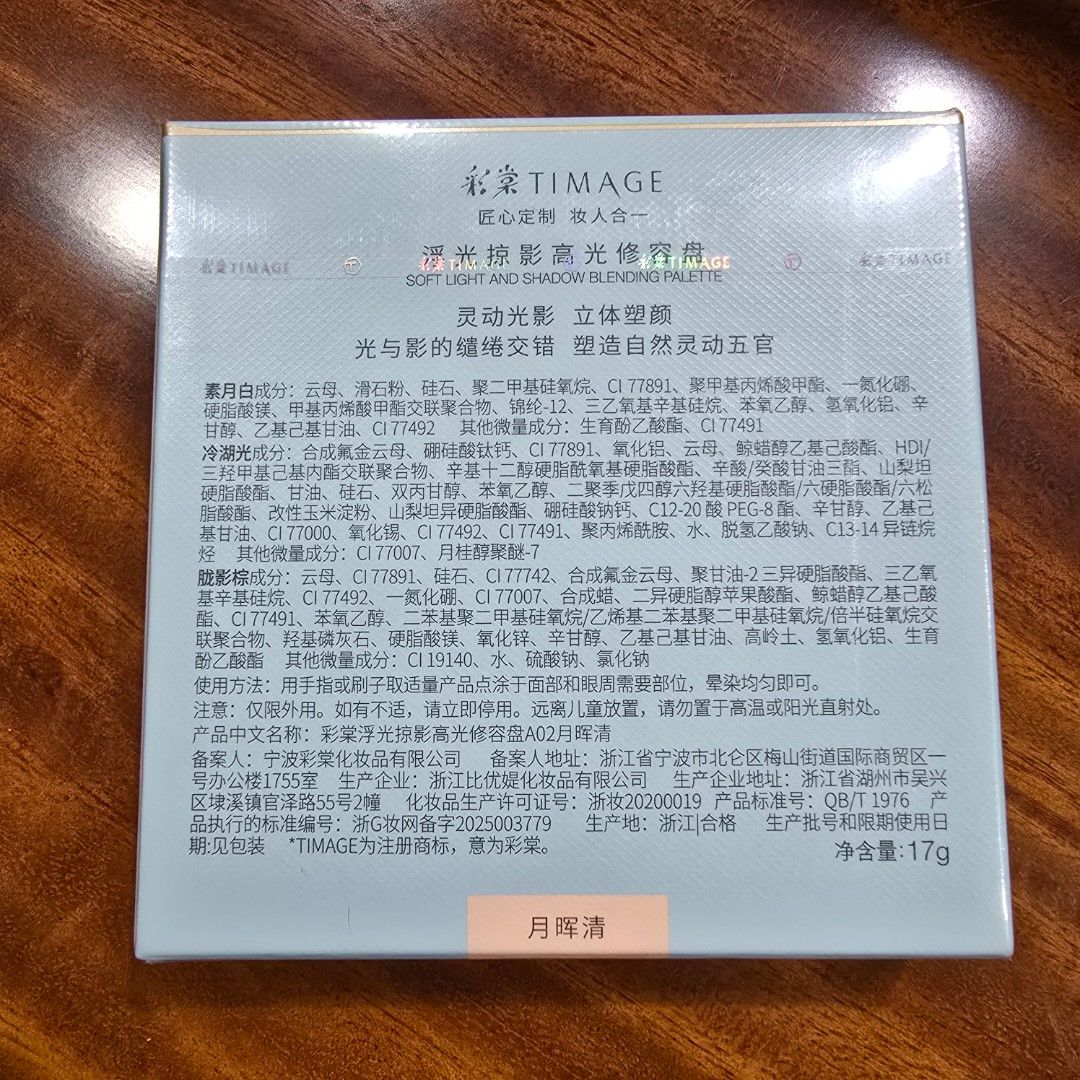 彩棠TIMAGE
匠心定制 妆人合一
浮光掠影高光修容盘
彩棠TIMAGE 彩棠TIMAGE 彩棠TIMAGE 彩棠TIMAGE
SOFT LIGHT AND SHADOW BLENDING PALETTE
灵动光影 立体塑颜
光与影的缱绻交错 塑造自然灵动五官
素月白成分：云母、滑石粉、硅石、聚二甲基硅氧烷、CI 77891、聚甲基丙烯酸甲酯、一氮化硼、
硬脂酸镁、甲基丙烯酸甲酯交联聚合物、锦纶-12、三乙氧基辛基硅烷、苯氧乙醇、氢氧化铝、辛
甘醇、乙基己基甘油、CI 77492 其他微量成分：生育酚乙酸酯、CI 77491
冷湖光成分：合成氟金云母、硼硅酸钛钙、CI 77891、氧化铝、云母、鲸蜡醇乙基己酸酯、HDI/
三羟甲基己基内酯交联聚合物、辛基十二醇硬脂酰氧基硬脂酸酯、辛酸/癸酸甘油三酯、山梨坦
硬脂酸酯、甘油、硅石、双丙甘醇、苯氧乙醇、二聚季戊四醇六羟基硬脂酸酯/六硬脂酸酯/六松
脂酸酯、改性玉米淀粉、山梨坦异硬脂酸酯、硼硅酸钠钙、C12-20 酸 PEG-8 酯、辛甘醇、乙基己
基甘油、CI 77000、氧化锡、CI 77492、CI 77491、聚丙烯酰胺、水、脱氢乙酸钠、C13-14 异链烷
烃 其他微量成分：CI 77007、月桂醇聚醚-7
胧影棕成分：云母、CI 77891、硅石、CI 77742、合成氟金云母、聚甘油-2 三异硬脂酸酯、三乙氧
基辛基硅烷、CI 77492、一氮化硼、CI 77007、合成蜡、二异硬脂醇苹果酸酯、鲸蜡醇乙基己酸
酯、CI 77491、苯氧乙醇、二苯基聚二甲基硅氧烷/乙烯基二苯基聚二甲基硅氧烷/倍半硅氧烷交
联聚合物、羟基磷灰石、硬脂酸镁、氧化锌、辛甘醇、乙基己基甘油、高岭土、氢氧化铝、生育
酚乙酸酯 其他微量成分：CI 19140、水、硫酸钠、氯化钠
使用方法：用手指或刷子取适量产品点涂于面部和眼周需要部位，晕染均匀即可。
注意：仅限外用。如有不适，请立即停用。远离儿童放置，请勿置于高温或阳光直射处。
产品中文名称：彩棠浮光掠影高光修容盘A02月晖清
备案人：宁波彩棠化妆品有限公司 备案人地址：浙江省宁波市北仑区梅山街道国际商贸区一
号办公楼1755室 生产企业：浙江比优媞化妆品有限公司 生产企业地址：浙江省湖州市吴兴
区埭溪镇官泽路55号2幢 化妆品生产许可证号：浙妆20200019 产品标准号：QB/T 1976 产
品执行的标准编号：浙G妆网备字2025003779 生产地：浙江|合格 生产批号和限期使用日
期:见包装 *TIMAGE为注册商标，意为彩棠。
净含量:17g
月晖清